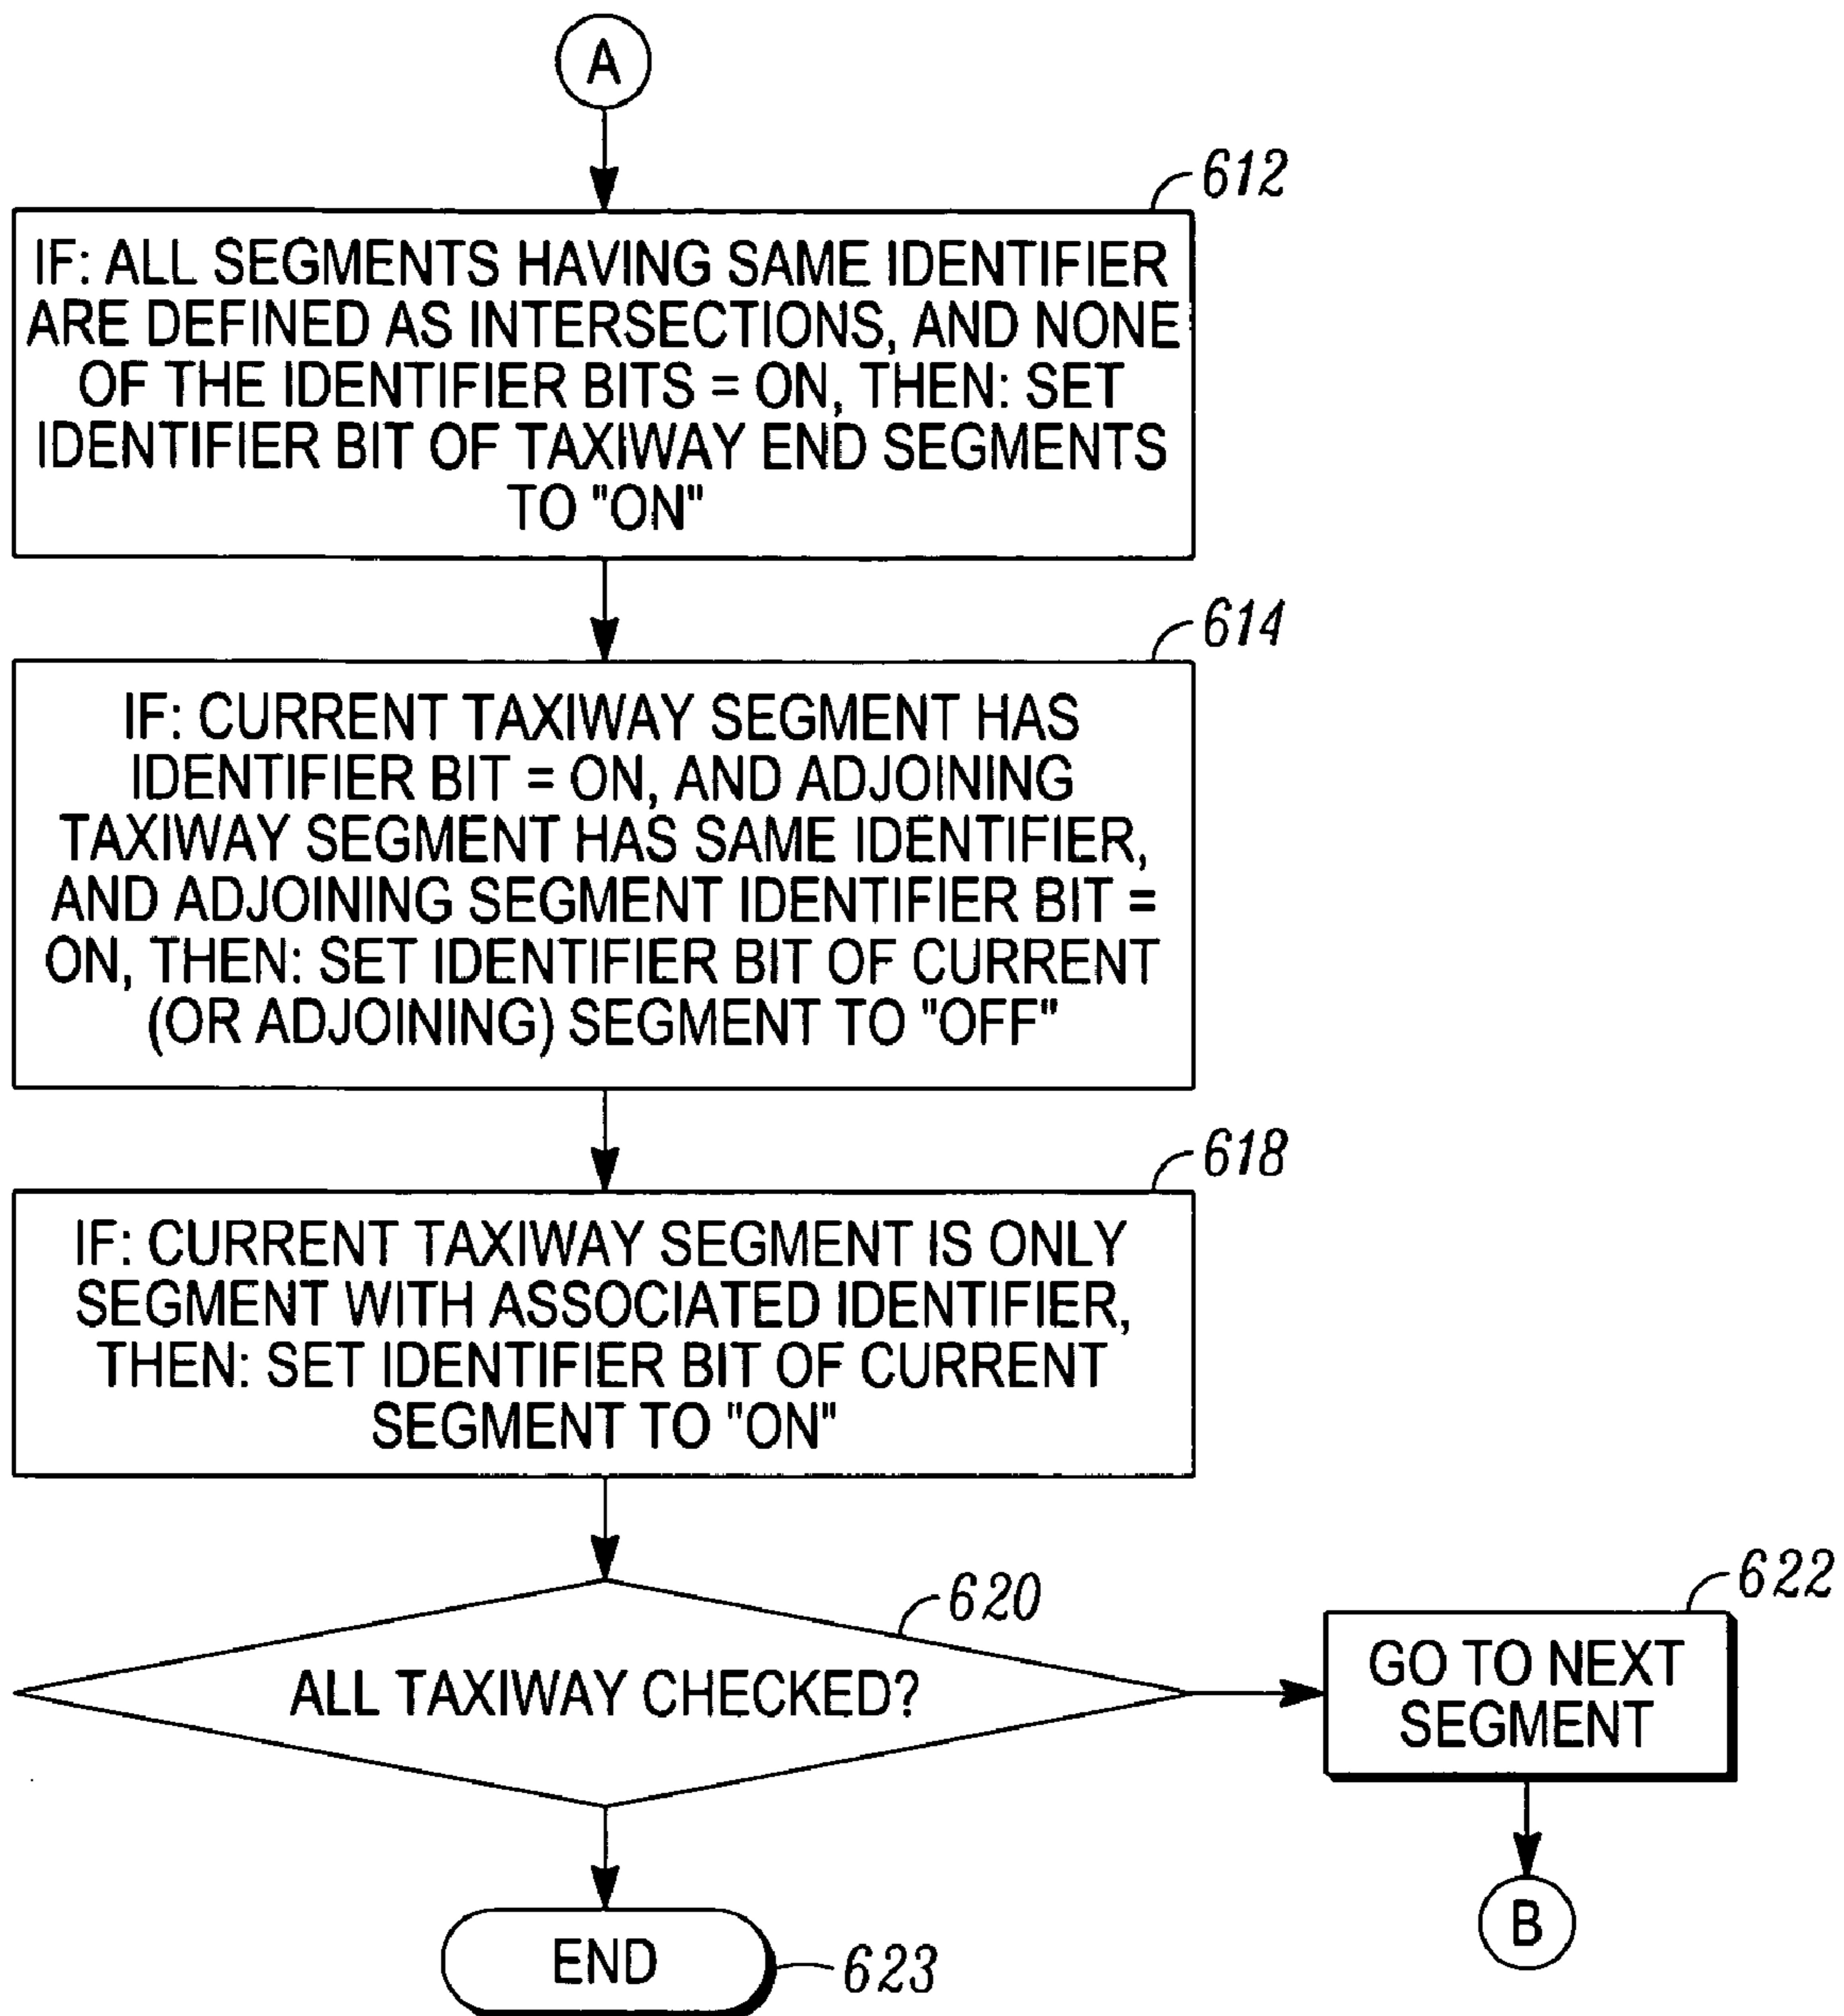 A
612
IF: ALL SEGMENTS HAVING SAME IDENTIFIER
ARE DEFINED AS INTERSECTIONS, AND NONE
OF THE IDENTIFIER BITS = ON, THEN: SET
IDENTIFIER BIT OF TAXIWAY END SEGMENTS
TO "ON"
614
IF: CURRENT TAXIWAY SEGMENT HAS
IDENTIFIER BIT = ON, AND ADJOINING
TAXIWAY SEGMENT HAS SAME IDENTIFIER,
AND ADJOINING SEGMENT IDENTIFIER BIT =
ON, THEN: SET IDENTIFIER BIT OF CURRENT
(OR ADJOINING) SEGMENT TO "OFF"
618
IF: CURRENT TAXIWAY SEGMENT IS ONLY
SEGMENT WITH ASSOCIATED IDENTIFIER,
THEN: SET IDENTIFIER BIT OF CURRENT
SEGMENT TO "ON"
620
ALL TAXIWAY CHECKED?
622
GO TO NEXT
SEGMENT
B
END
623